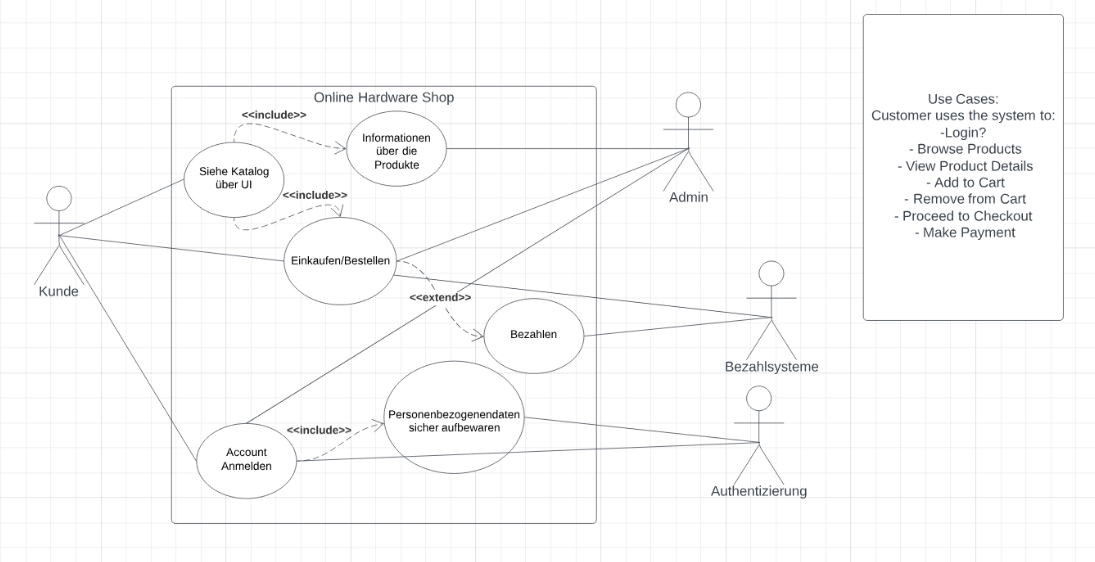 Online Hardware Shop
<<include>>
Informationen
über die
Produkte
Siehe Katalog
über UI
<<include>>
Einkaufen/Bestellen
<<extend>>
Bezahlen
Personenbezogenendaten
sicher aufbewaren
<<include>>
Account
Anmelden
Kunde
Admin
Bezahlsysteme
Authentizierung
Use Cases:
Customer uses the system to:
-Login?
- Browse Products
- View Product Details
- Add to Cart
- Remove from Cart
- Proceed to Checkout
- Make Payment